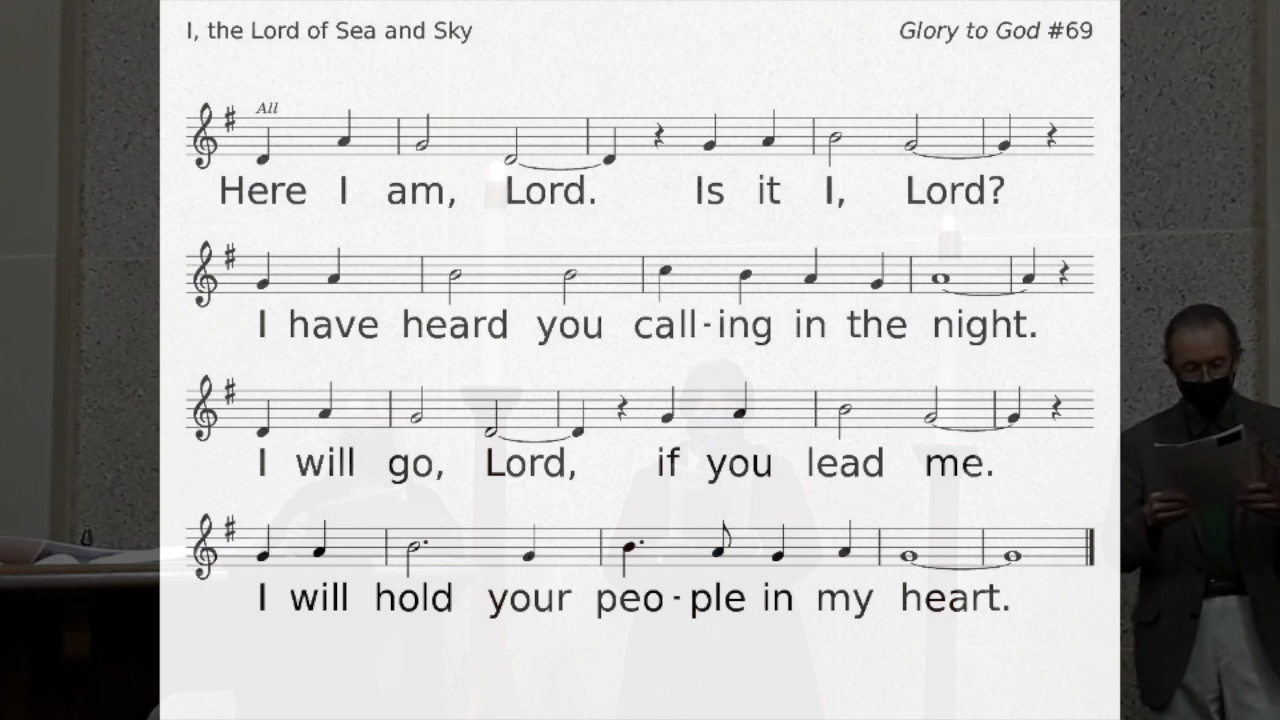 I, the Lord of Sea and Sky Glory to God #69
All
Here I am, Lord. Is it I, Lord?
I have heard you call-ing in the night.
I will go, Lord, if you lead me.
I will hold your peo-ple in my heart.